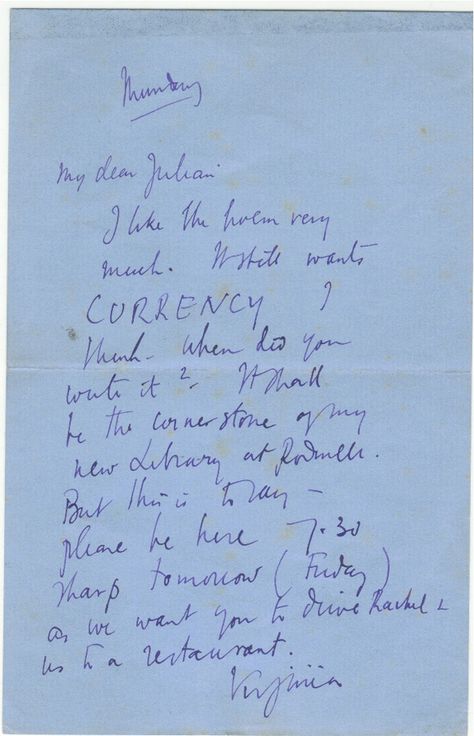 Thursday
My dear Julian
I like the poem very
much. It still wants
CURRENCY I
think - when did you
write it? - It shall
be the corner stone of my
new Library at Rodmell.
But this is to say -
please be here 7.30
sharp tomorrow (Friday)
as we want you to drive Rachel &
us to a restaurant.
Virginia